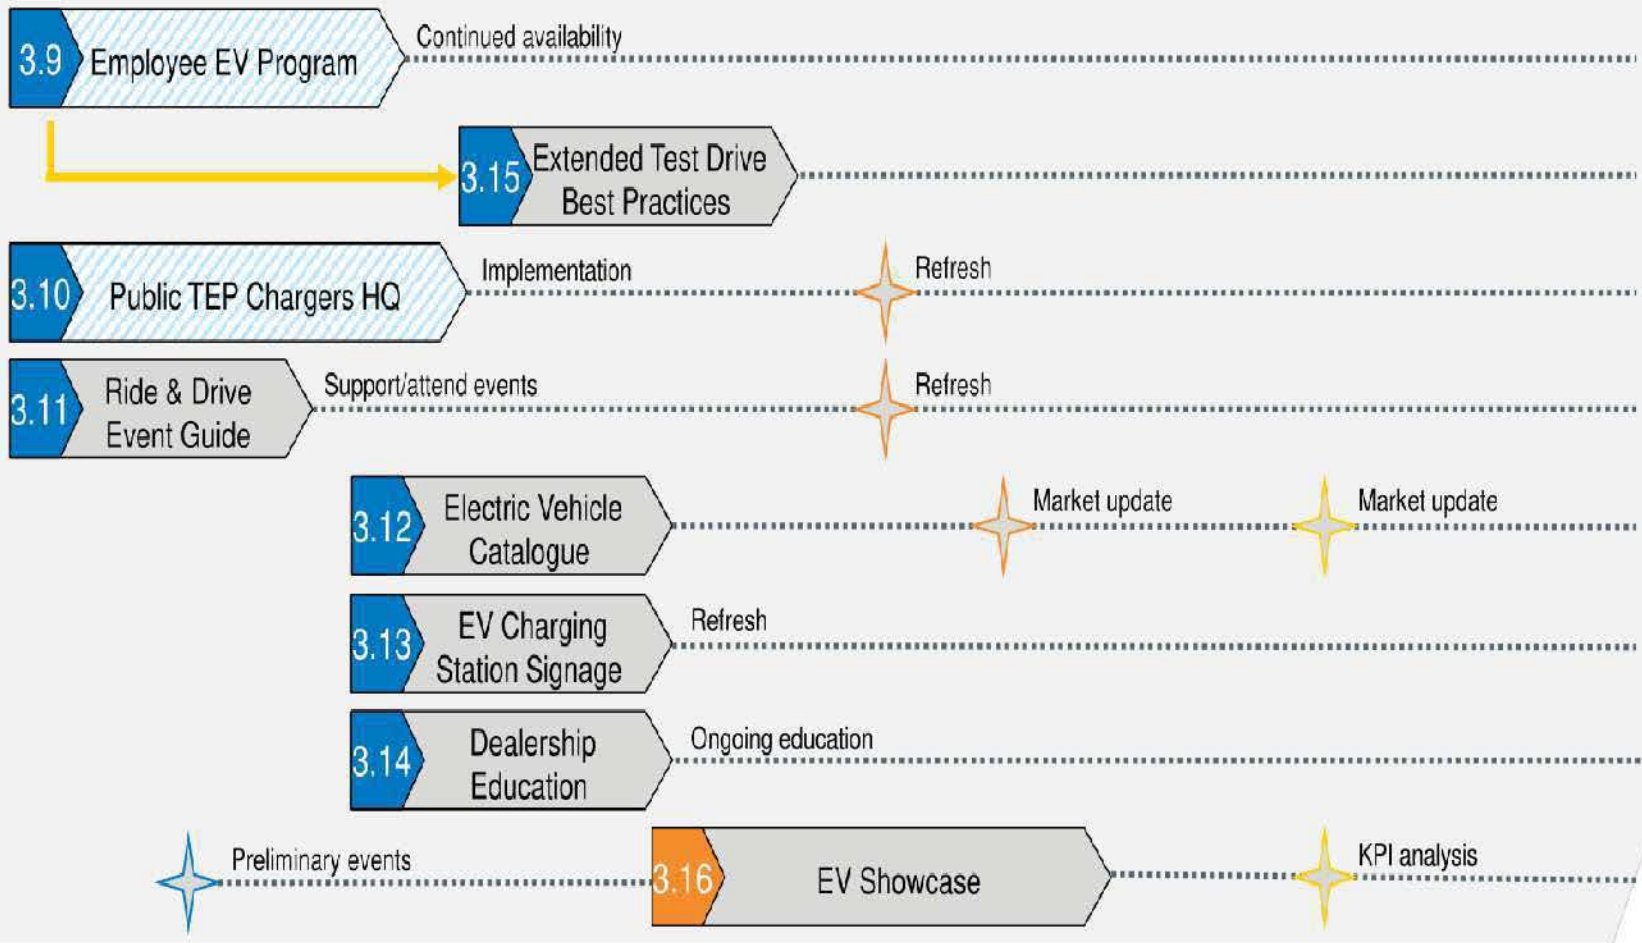 3.9 Employee EV Program Continued availability
3.15 Extended Test Drive
Best Practices
3.10 Public TEP Chargers HQ Implementation Refresh
3.11 Ride & Drive
Event Guide Support/attend events Refresh
3.12 Electric Vehicle
Catalogue Market update Market update
3.13 EV Charging
Station Signage Refresh
3.14 Dealership
Education Ongoing education
Preliminary events 3.16 EV Showcase KPI analysis